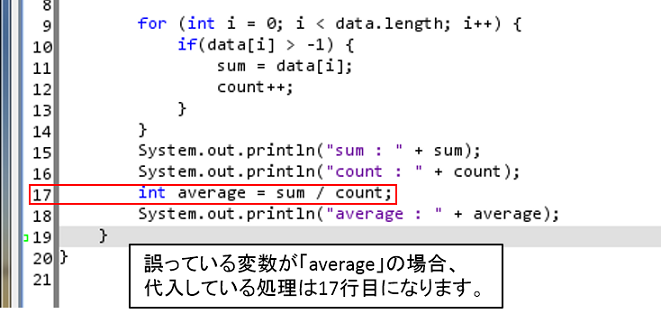 8
9 for (int i = 0; i < data.length; i++) {
10 if(data[i] > -1) {
11 sum = data[i];
12 count++;
13 }
14 }
15 System.out.println("sum : " + sum);
16 System.out.println("count : " + count);
17 int average = sum / count;
18 System.out.println("average : " + average);
19 }
20 }
21
誤っている変数が「average」の場合、
代入している処理は17行目になります。